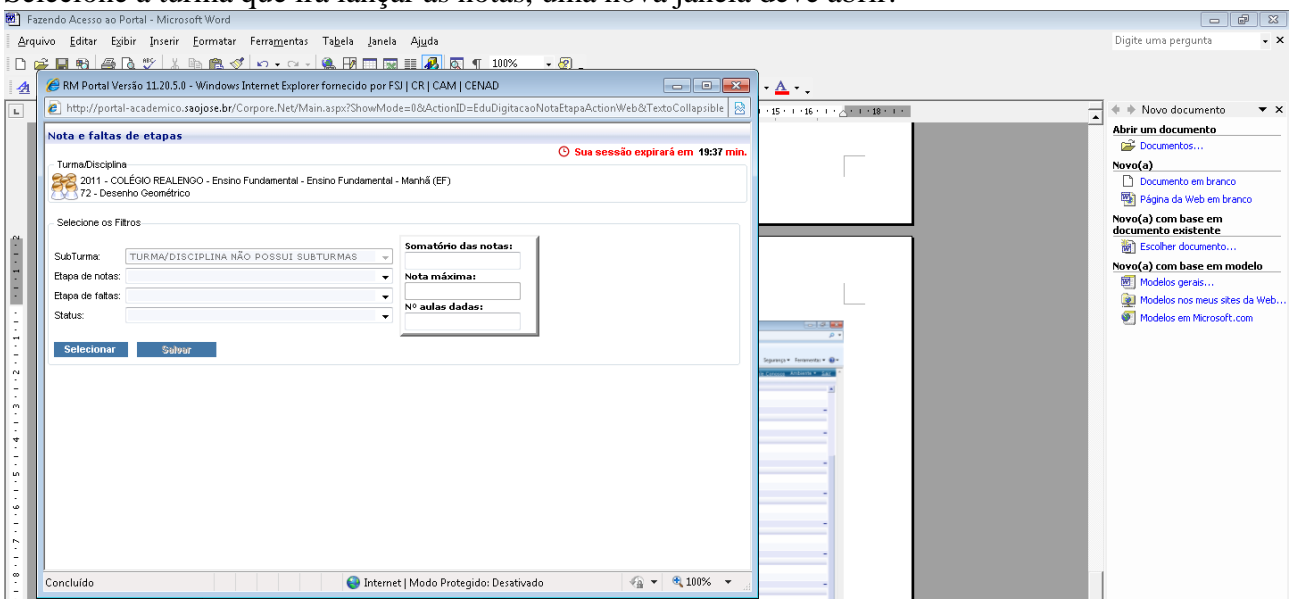 Selecione a turma que irá lançar as notas, uma nova janela deve abrir:
Fazendo Acesso ao Portal - Microsoft Word
Arquivo Editar Exibir Inserir Formatar Ferramentas Tabela Janela Ajuda
Digite uma pergunta
100%
RM Portal Versão 11.20.5.0 - Windows Internet Explorer fornecido por FSJ | CR | CAM | CENAD
http://portal-academico.saojose.br/Corpore.Net/Main.aspx?ShowMode=0&ActionID=EduDigitacaoNotaEtapaActionWeb&TextoCollapsible
15 16 18
Nota e faltas de etapas
Sua sessão expirará em 19:37 min.
Turma/Disciplina
2011 - COLÉGIO REALENGO - Ensino Fundamental - Ensino Fundamental - Manhã (EF)
72 - Desenho Geométrico
Selecione os Filtros
SubTurma: TURMA/DISCIPLINA NÃO POSSUI SUBTURMAS
Etapa de notas:
Etapa de faltas:
Status:
Somatório das notas:
Nota máxima:
Nº aulas dadas:
Selecionar Salvar
Concluído
Internet | Modo Protegido: Desativado
100%
Novo documento
Abrir um documento
Documentos...
Novo(a)
Documento em branco
Página da Web em branco
Novo(a) com base em
documento existente
Escolher documento...
Novo(a) com base em modelo
Modelos gerais...
Modelos nos meus sites da Web...
Modelos em Microsoft.com